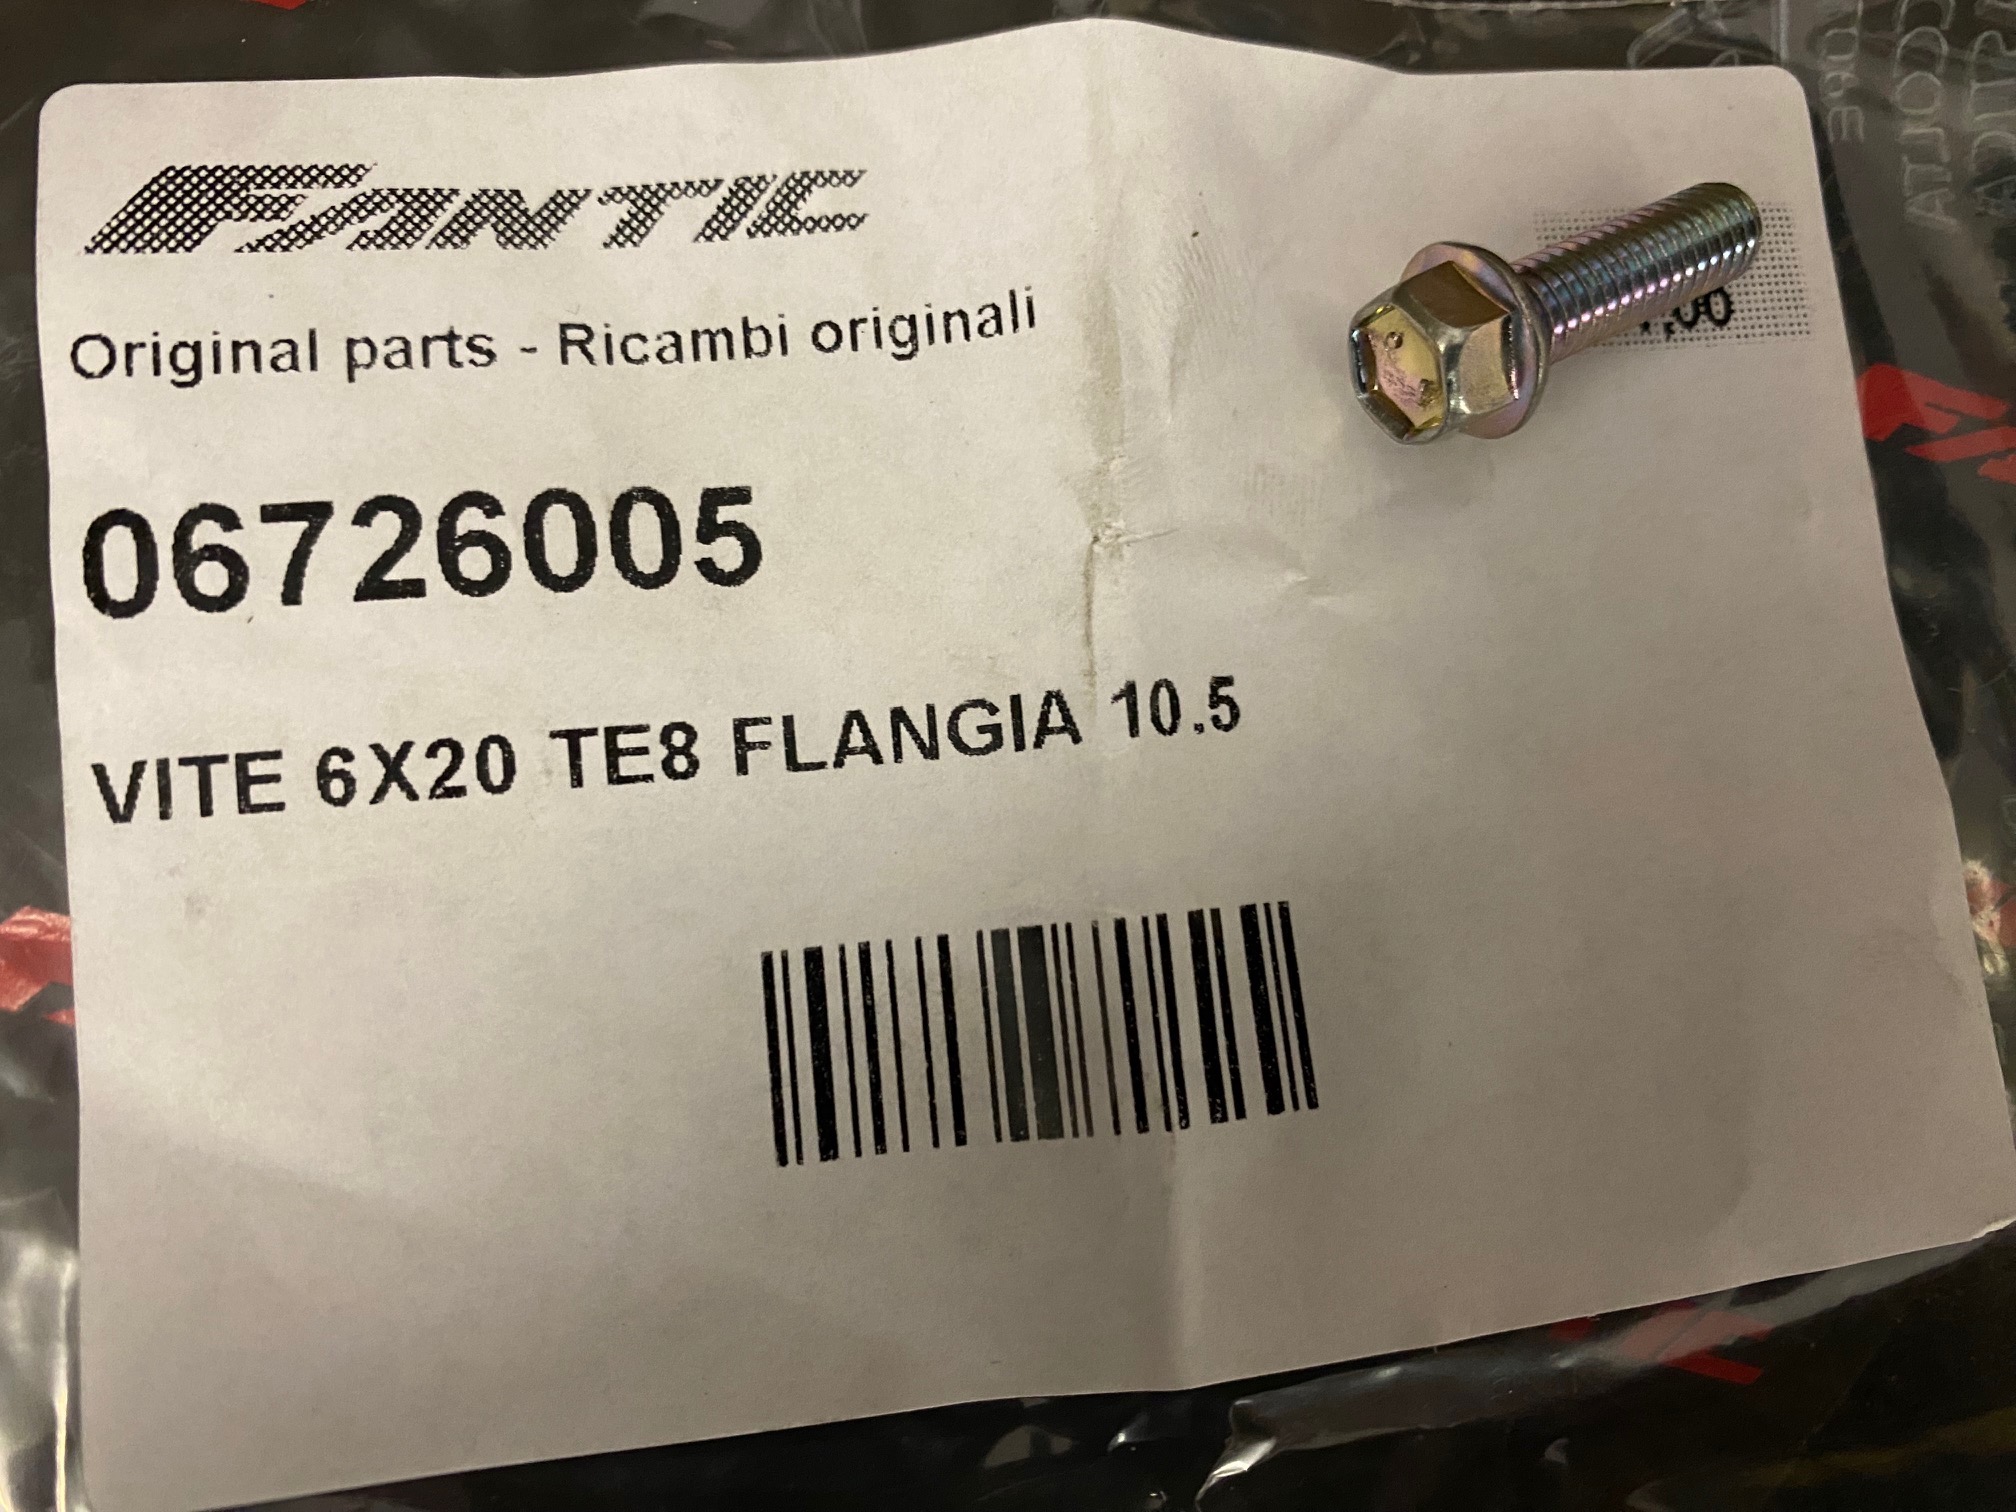 FANTIC
Original parts - Ricambi originali
06726005
VITE 6X20 TE8 FLANGIA 10.5